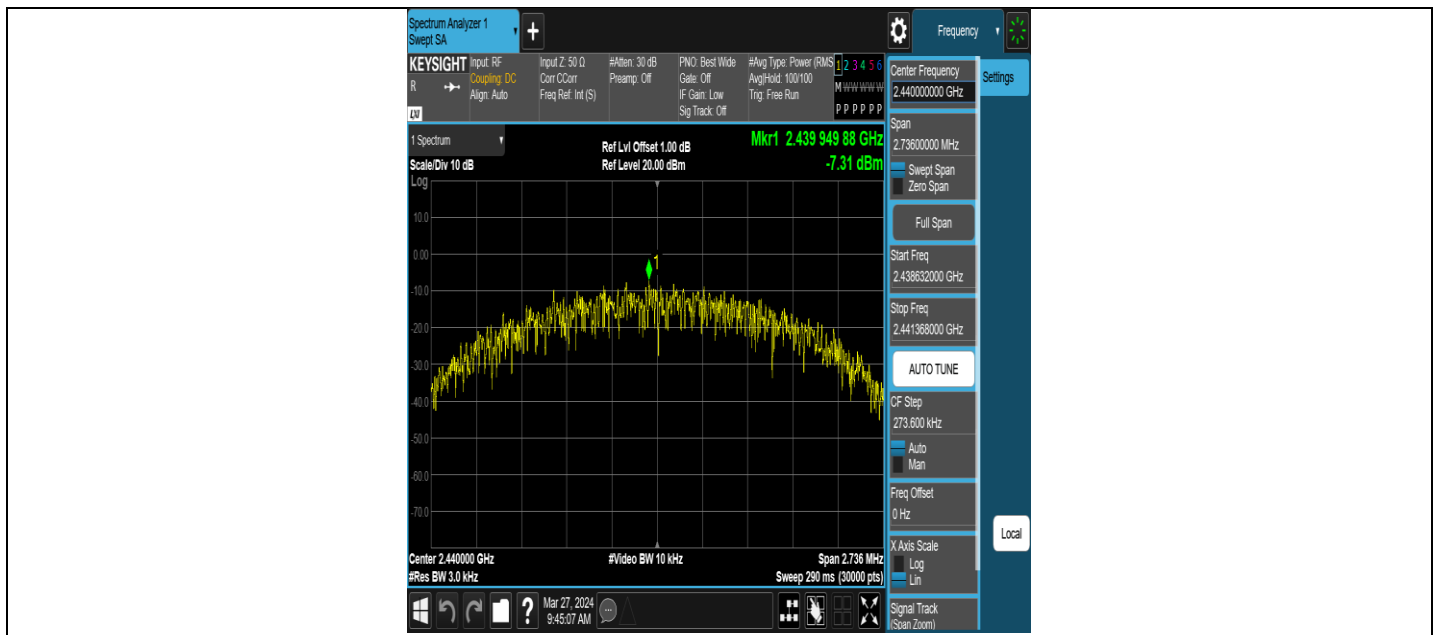 Spectrum Analyzer 1
Swept SA
+
Frequency
KEYSIGHT
R
LXI
Input: RF
Coupling: DC
Align: Auto
Input Z: 50 Ω
Corr CCorr
Freq Ref: Int (S)
#Atten: 30 dB
Preamp: Off
PNO: Best Wide
Gate: Off
IF Gain: Low
Sig Track: Off
#Avg Type: Power (RMS
Avg|Hold: 100/100
Trig: Free Run
1 2 3 4 5 6
M W W W W W
P P P P P P
1 Spectrum
Scale/Div 10 dB
Log
Ref Lvl Offset 1.00 dB
Ref Level 20.00 dBm
Mkr1 2.439 949 88 GHz
-7.31 dBm
10.0
0.00
-10.0
-20.0
-30.0
-40.0
-50.0
-60.0
-70.0
1
Center 2.440000 GHz
#Res BW 3.0 kHz
#Video BW 10 kHz
Span 2.736 MHz
Sweep 290 ms (30000 pts)
Center Frequency
2.440000000 GHz
Settings
Span
2.73600000 MHz
Swept Span
Zero Span
Full Span
Start Freq
2.438632000 GHz
Stop Freq
2.441368000 GHz
AUTO TUNE
CF Step
273.600 kHz
Auto
Man
Freq Offset
0 Hz
X Axis Scale
Log
Lin
Local
Signal Track
(Span Zoom)
?
Mar 27, 2024
9:45:07 AM